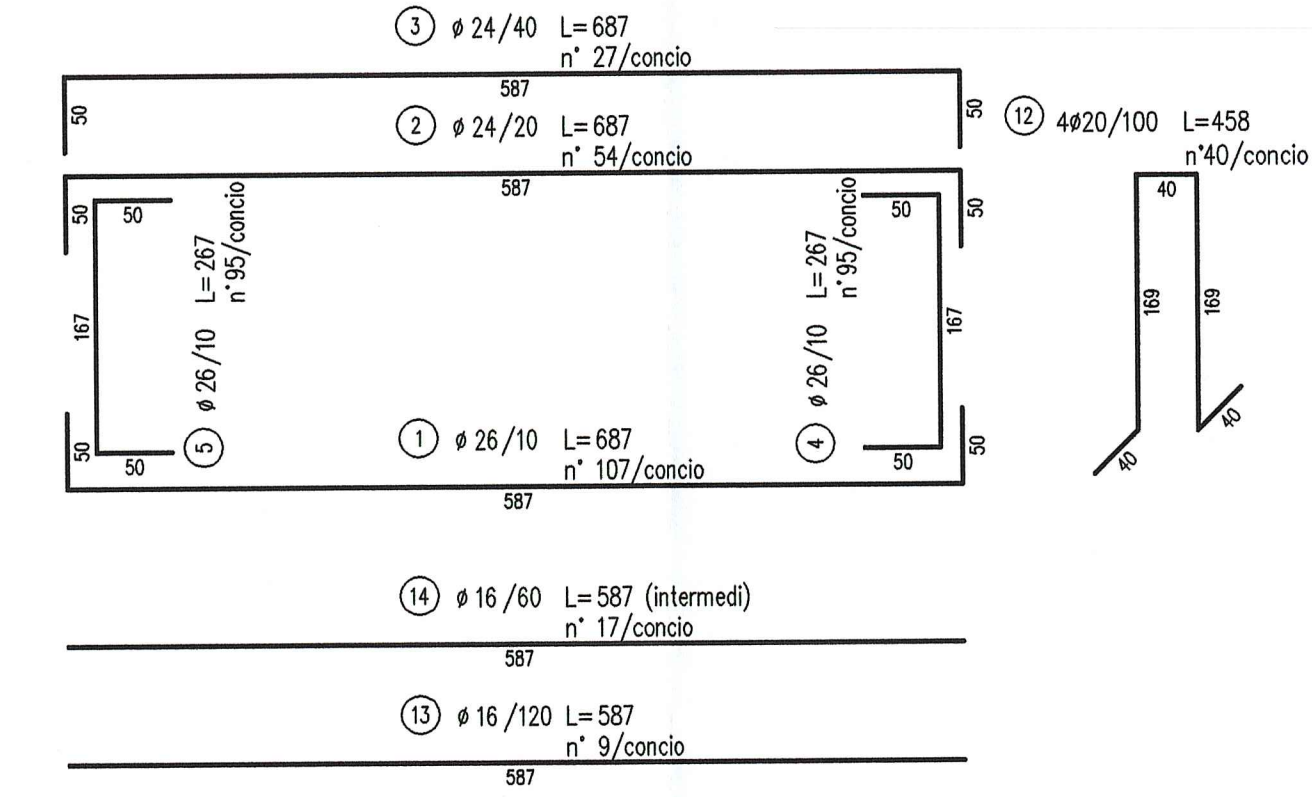 3 ø 24/40 L=687
n° 27/concio
587
50
50
2 ø 24/20 L=687
n° 54/concio
587
50
50
12 4ø20/100 L=458
n°40/concio
40
169
169
40
40
50
167
50
5 ø 26/10 L=267
n°95/concio
50
167
50
4 ø 26/10 L=267
n°95/concio
1 ø 26/10 L=687
n° 107/concio
50
50
587
14 ø 16/60 L=587 (intermedi)
n° 17/concio
587
13 ø 16/120 L=587
n° 9/concio
587